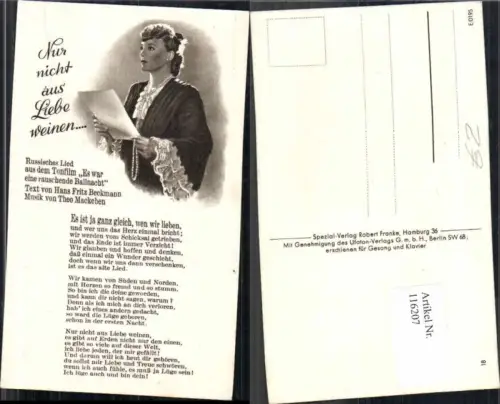 Nur
nicht
aus
Liebe
weinen....
Russisches Lied
aus dem Tonfilm „Es war
eine rauschende Ballnacht"
Text von Hans Fritz Beckmann
Musik von Theo Mackeben
Es ist ja ganz gleich, wen wir lieben,
und wer uns das Herz einmal bricht;
wir werden vom Schicksal getrieben,
und das Ende ist immer Verzicht!
Wir glauben und hoffen und denken,
daß einmal ein Wunder geschieht,
doch wenn wir uns dann verschenken,
ist es das alte Lied.
Wir kamen von Süden und Norden,
mit Herzen so fremd und so stumm.
So bin ich die deine geworden,
und kann dir nicht sagen, warum?
Denn als ich mich an dich verloren,
hab' ich eines andern gedacht,
so ward die Lüge geboren,
schon in der ersten Nacht.
Nur nicht aus Liebe weinen,
es gibt auf Erden nicht nur den einen,
es gibt so viele auf dieser Welt,
ich liebe jeden, der mir gefällt!
Und darum will ich heut dir gehören,
du sollst mir Liebe und Treue schwören,
wenn ich auch fühle, es muß ja Lüge sein!
Ich lüge auch und bin dein!
E 0195
62
Spezial-Verlag Robert Franke, Hamburg 36
Mit Genehmigung des Ufaton-Verlags G. m. b. H., Berlin SW 68;
erschienen für Gesang und Klavier
Artikel Nr.
116207
18